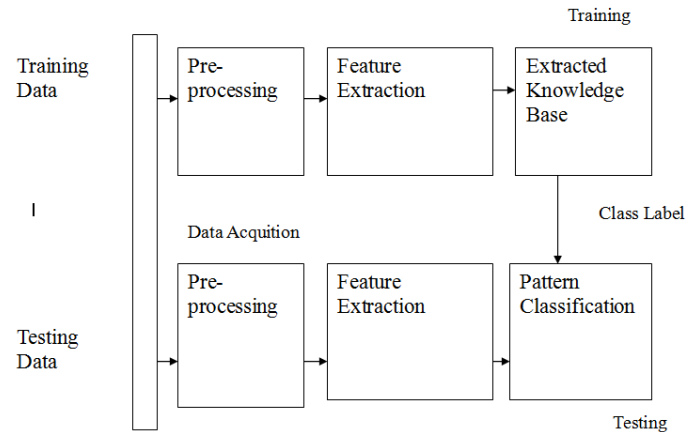 Training
Training
Data
Pre-
processing
Feature
Extraction
Extracted
Knowledge
Base
Class Label
Data Acquition
Testing
Data
Pre-
processing
Feature
Extraction
Pattern
Classification
Testing